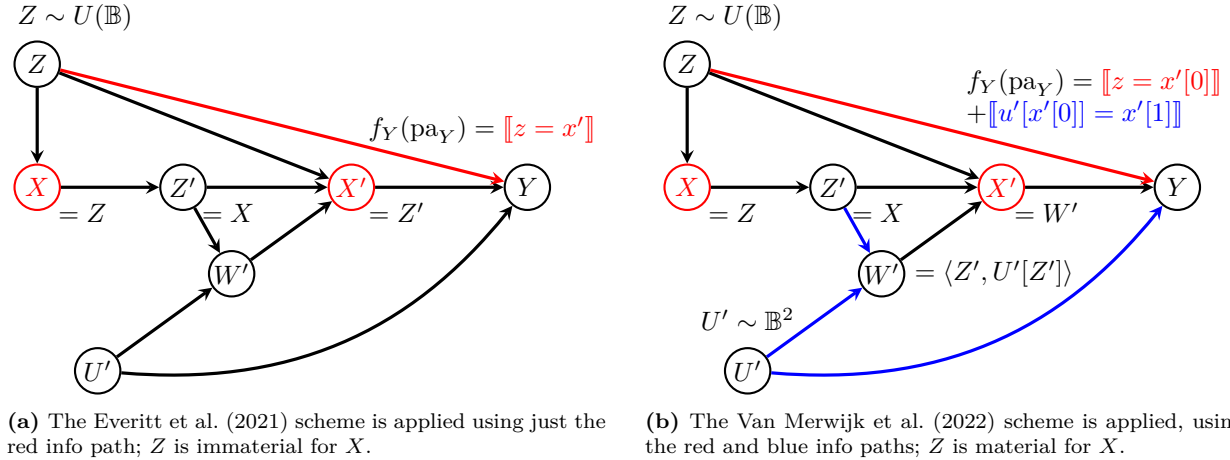 Z ∼ U(𝔹)
Z
f_Y(pa_Y) = ⟦z = x′⟧
X
= Z
Z′
= X
X′
= Z′
Y
W′
U′
(a) The Everitt et al. (2021) scheme is applied using just the
red info path; Z is immaterial for X.
Z ∼ U(𝔹)
Z
f_Y(pa_Y) = ⟦z = x′[0]⟧
+⟦u′[x′[0]] = x′[1]⟧
X
= Z
Z′
= X
X′
= W′
Y
W′ = ⟨Z′, U′[Z′]⟩
U′ ∼ 𝔹²
U′
(b) The Van Merwijk et al. (2022) scheme is applied, usin
the red and blue info paths; Z is material for X.